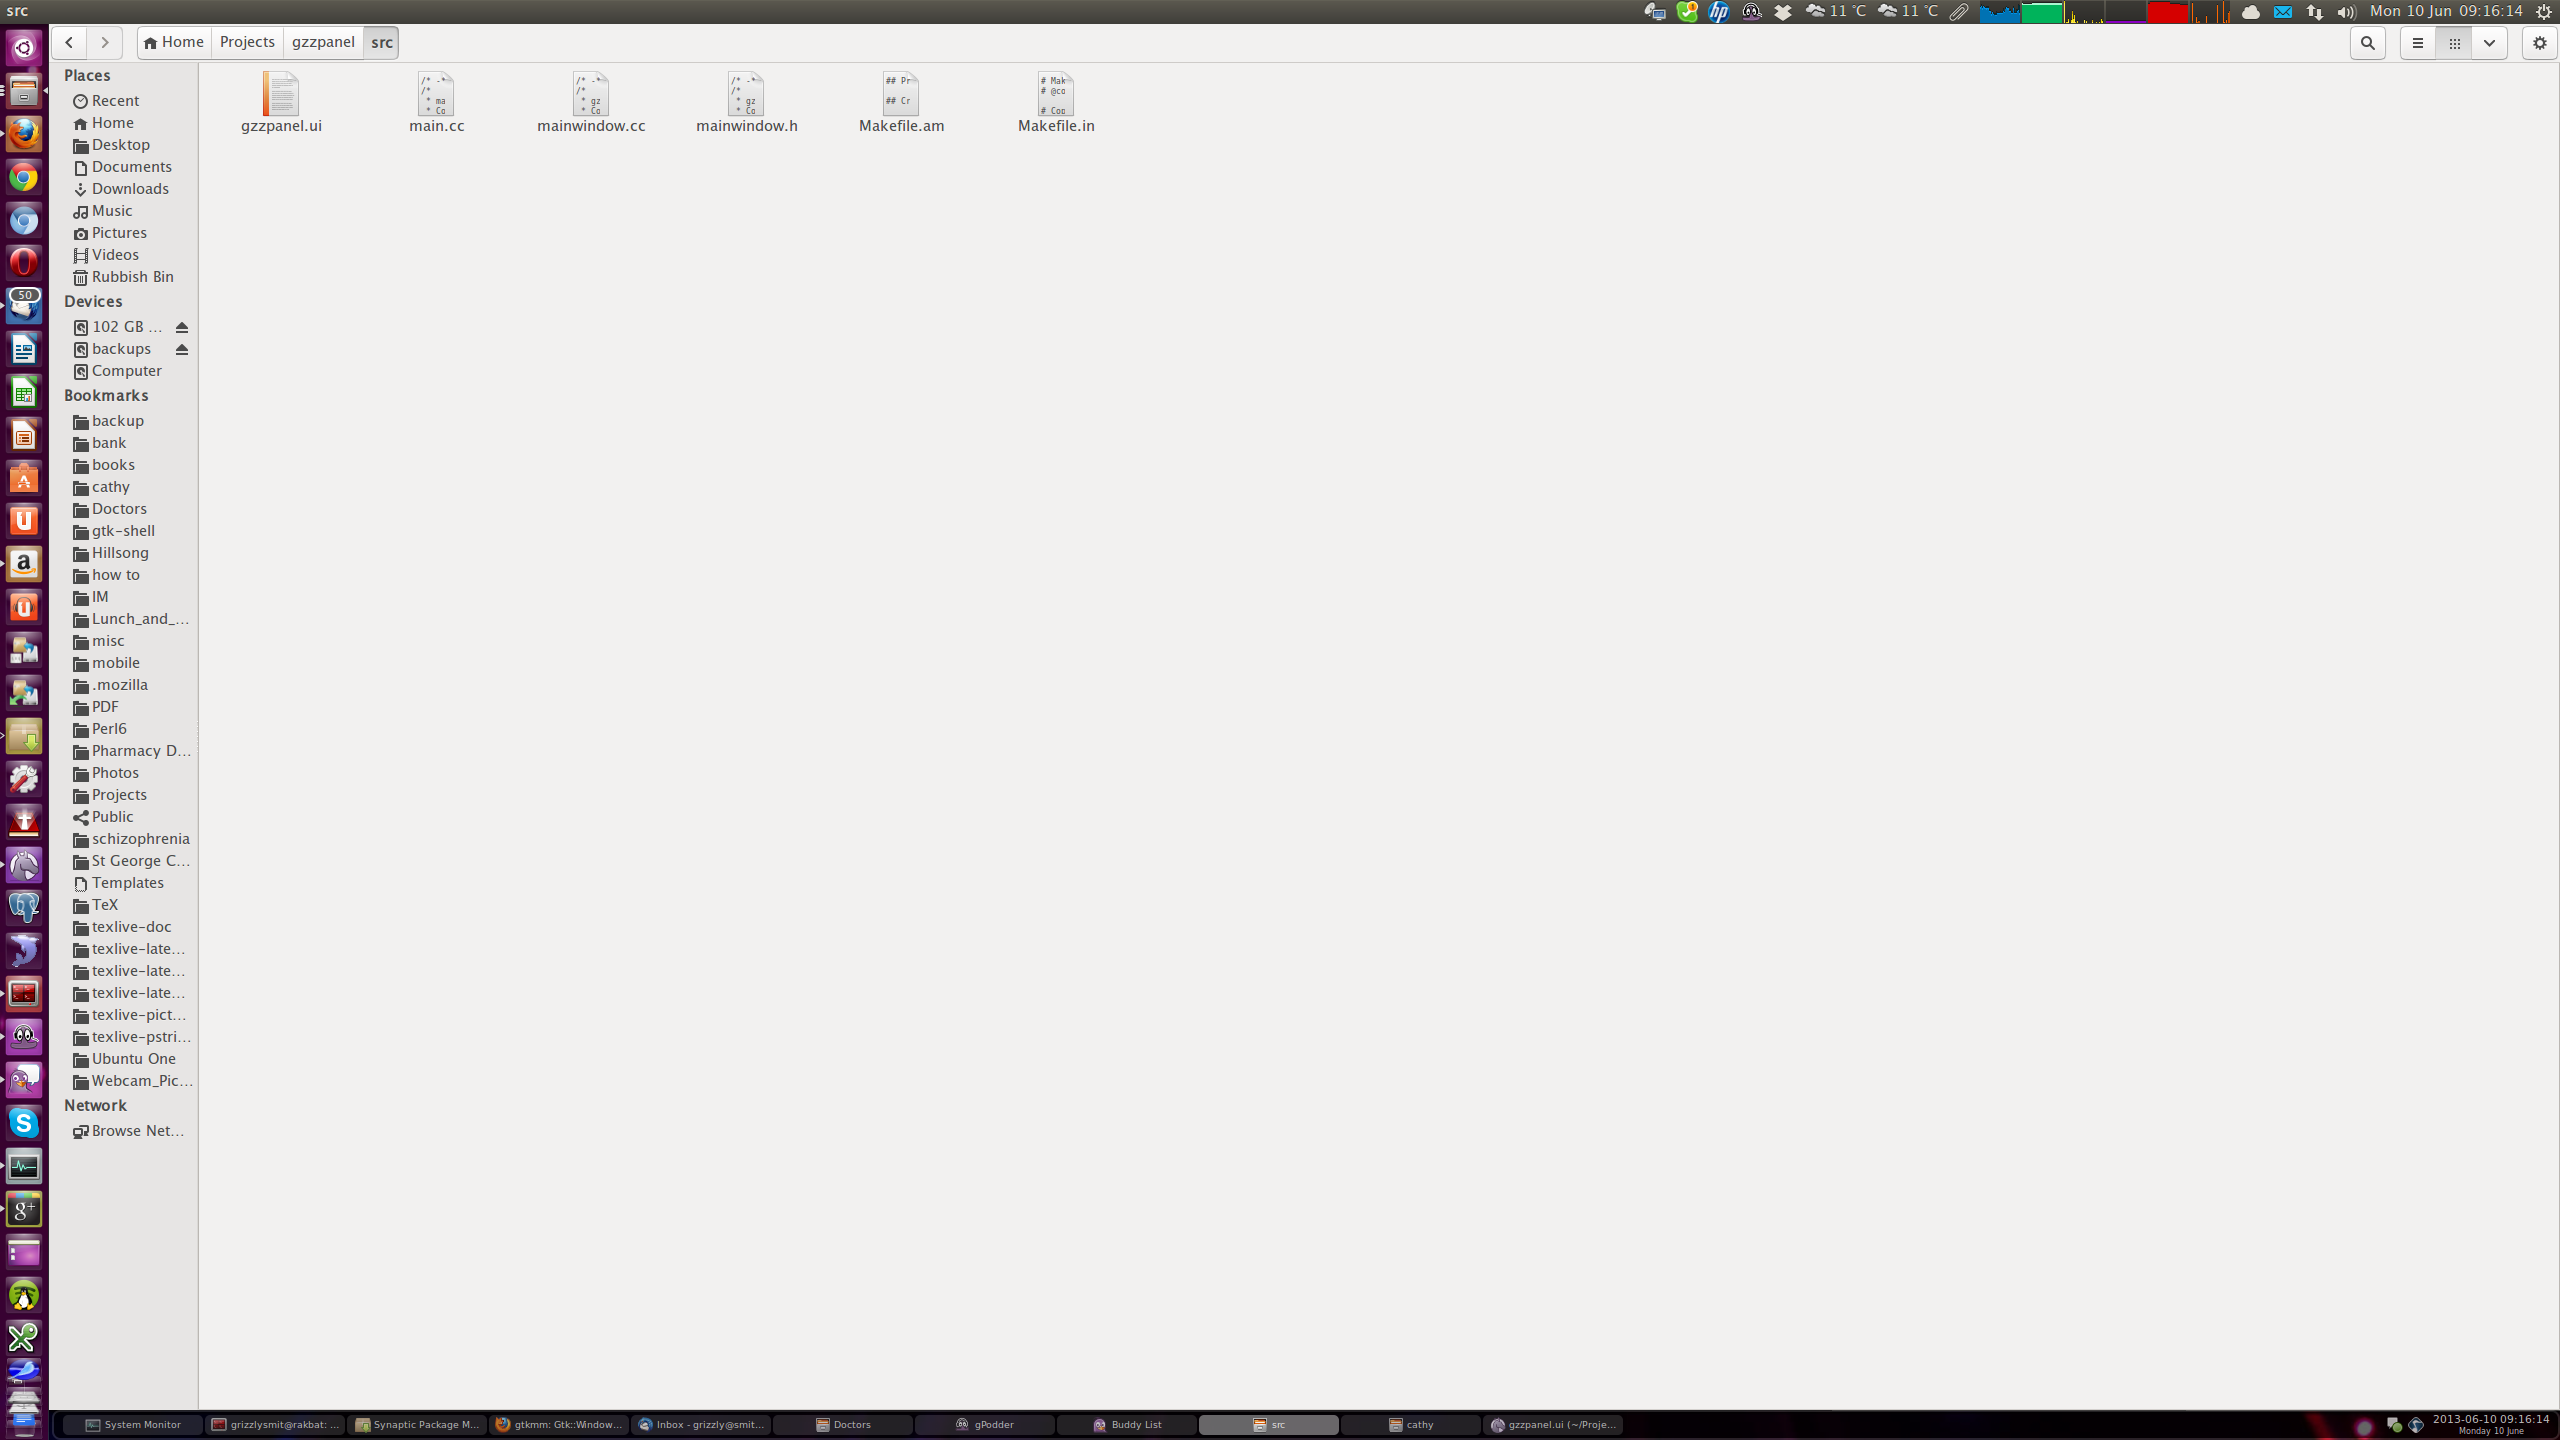 src
11 °C
11 °C
Mon 10 Jun 09:16:14
Home
Projects
gzzpanel
src
Places
Recent
Home
Desktop
Documents
Downloads
Music
Pictures
Videos
Rubbish Bin
Devices
102 GB ...
backups
Computer
Bookmarks
backup
bank
books
cathy
Doctors
gtk-shell
Hillsong
how to
IM
Lunch_and_...
misc
mobile
.mozilla
PDF
Perl6
Pharmacy D...
Photos
Projects
Public
schizophrenia
St George C...
Templates
TeX
texlive-doc
texlive-late...
texlive-late...
texlive-late...
texlive-pict...
texlive-pstri...
Ubuntu One
Webcam_Pic...
Network
Browse Net...
gzzpanel.ui
main.cc
mainwindow.cc
mainwindow.h
Makefile.am
Makefile.in
50
System Monitor
grizzlysmit@rakbat: ...
Synaptic Package M...
gtkmm: Gtk::Window...
Inbox - grizzly@smit...
Doctors
gPodder
Buddy List
src
cathy
gzzpanel.ui (~/Proje...
2013-06-10 09:16:14
Monday 10 June